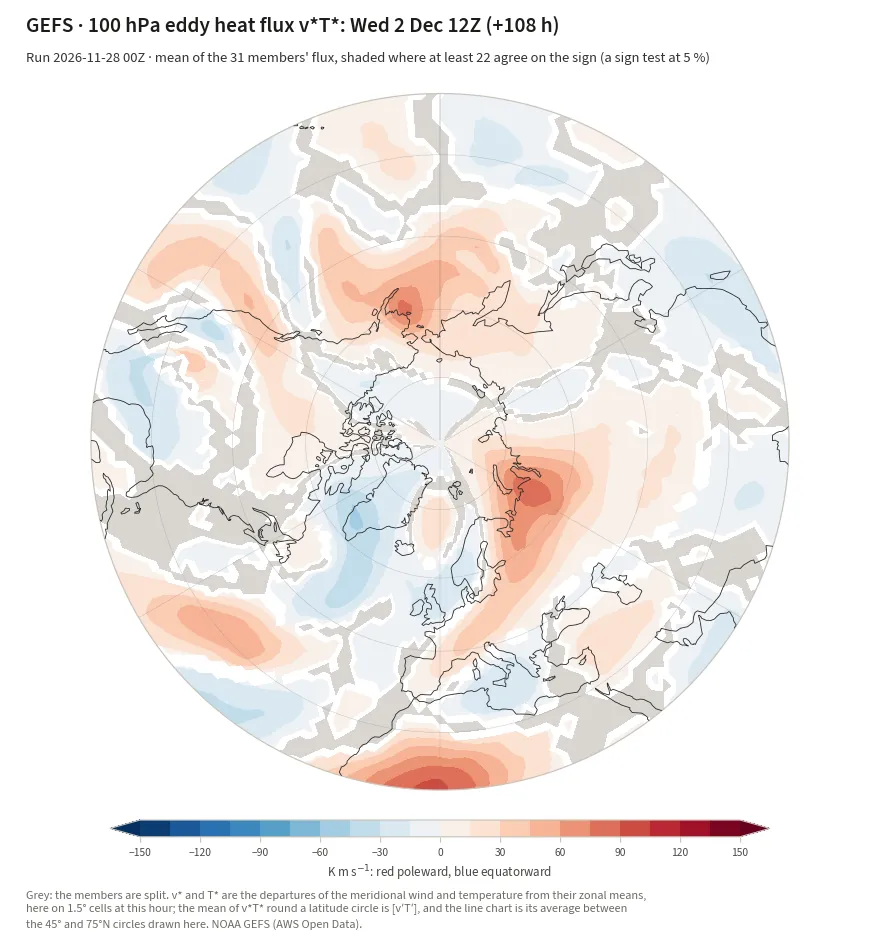 GEFS · 100 hPa eddy heat flux v*T*: Wed 2 Dec 12Z (+108 h)
Run 2026-11-28 00Z · mean of the 31 members' flux, shaded where at least 22 agree on the sign (a sign test at 5 %)
−150 −120 −90 −60 −30 0 30 60 90 120 150
K m s⁻¹: red poleward, blue equatorward
Grey: the members are split. v* and T* are the departures of the meridional wind and temperature from their zonal means,
here on 1.5° cells at this hour; the mean of v*T* round a latitude circle is [v′T′], and the line chart is its average between
the 45° and 75°N circles drawn here. NOAA GEFS (AWS Open Data).